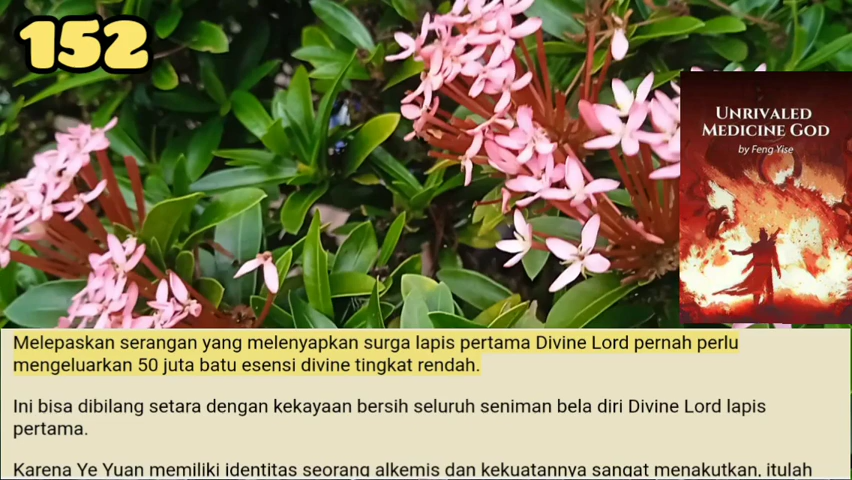 152
UNRIVALED
MEDICINE GOD
by Feng Yise
Melepaskan serangan yang melenyapkan surga lapis pertama Divine Lord pernah perlu
mengeluarkan 50 juta batu esensi divine tingkat rendah.
Ini bisa dibilang setara dengan kekayaan bersih seluruh seniman bela diri Divine Lord lapis
pertama.
Karena Ye Yuan memiliki identitas seorang alkemis dan kekuatannya sangat menakutkan, itulah